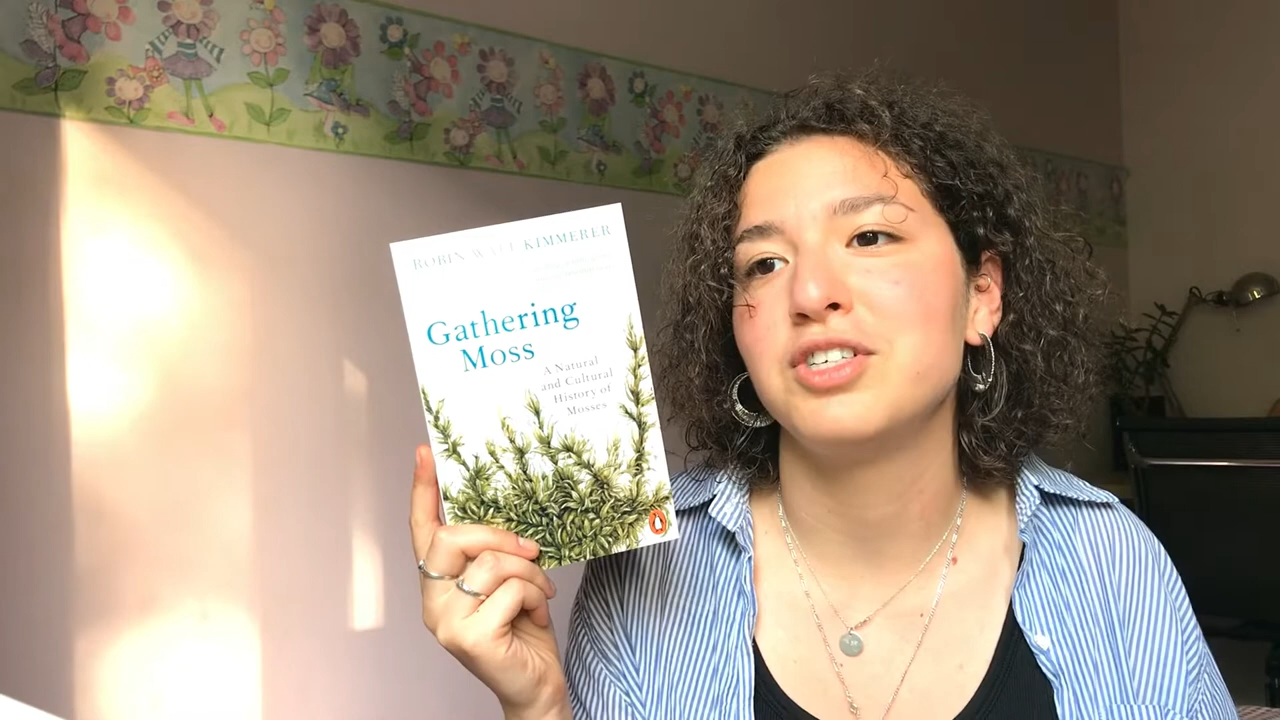 ROBIN WALL KIMMERER
Gathering
Moss
A Natural
and Cultural
History of
Mosses